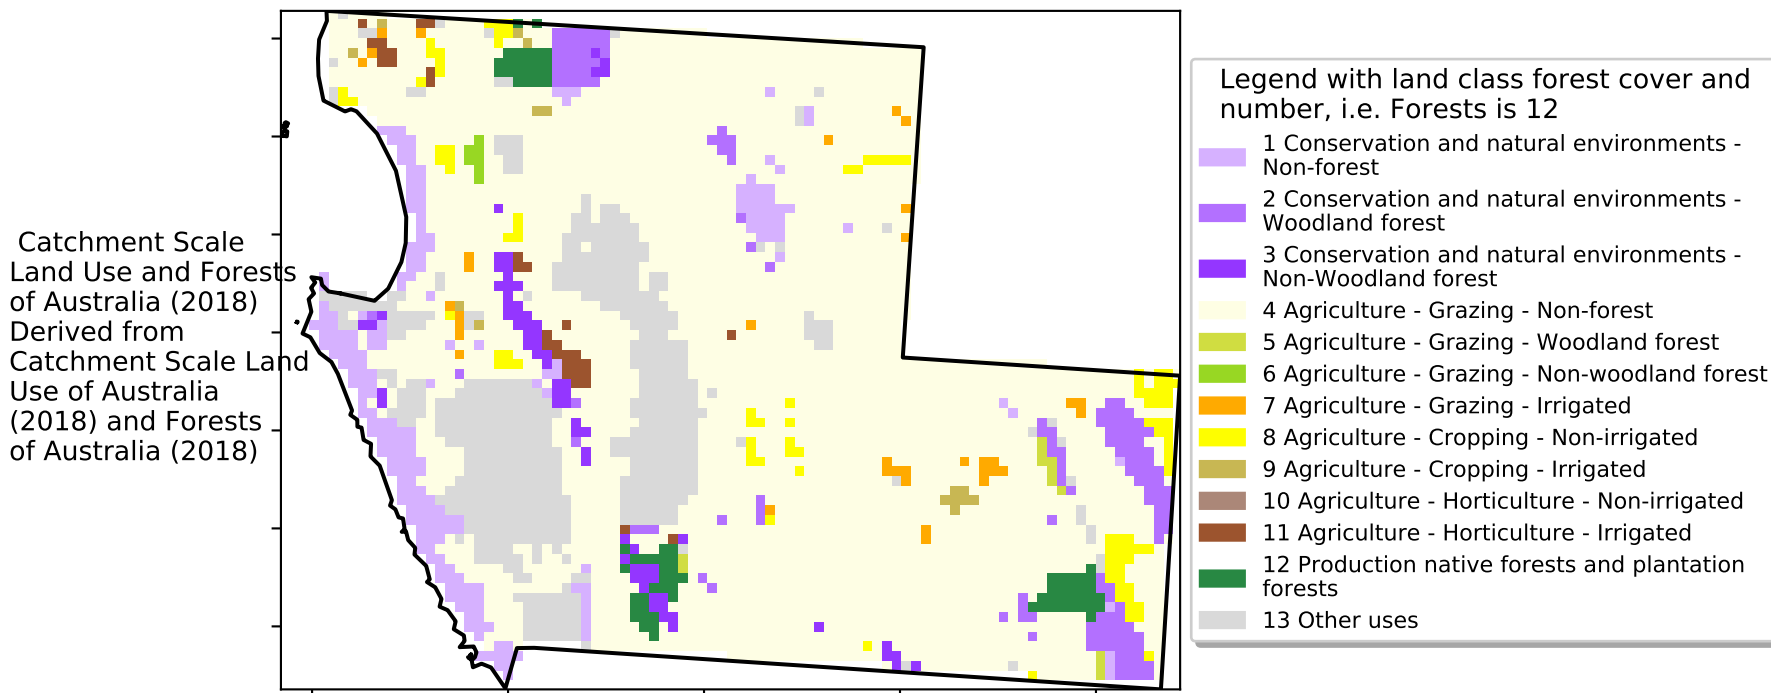 Catchment Scale
Land Use and Forests
of Australia (2018)
Derived from
Catchment Scale Land
Use of Australia
(2018) and Forests
of Australia (2018)
Legend with land class forest cover and
number, i.e. Forests is 12
1 Conservation and natural environments -
Non-forest
2 Conservation and natural environments -
Woodland forest
3 Conservation and natural environments -
Non-Woodland forest
4 Agriculture - Grazing - Non-forest
5 Agriculture - Grazing - Woodland forest
6 Agriculture - Grazing - Non-woodland forest
7 Agriculture - Grazing - Irrigated
8 Agriculture - Cropping - Non-irrigated
9 Agriculture - Cropping - Irrigated
10 Agriculture - Horticulture - Non-irrigated
11 Agriculture - Horticulture - Irrigated
12 Production native forests and plantation
forests
13 Other uses